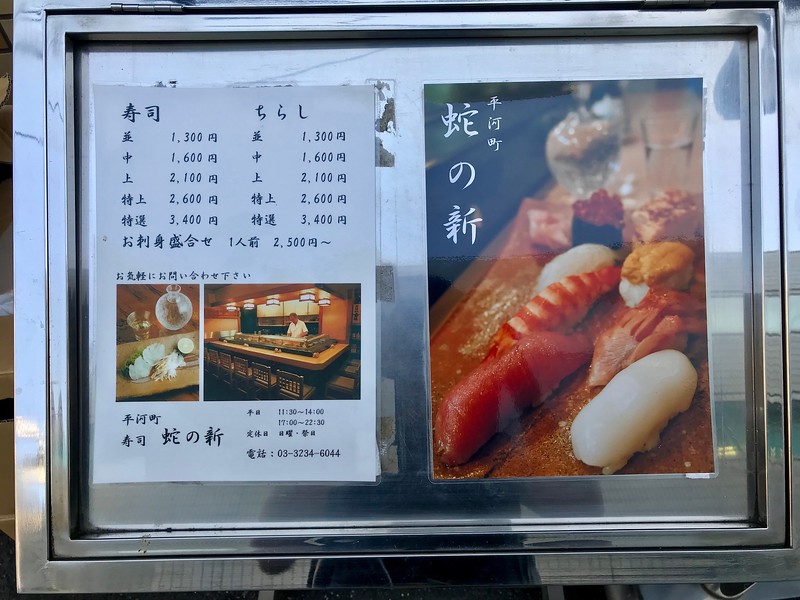 寿司 ちらし
並 1,300円 並 1,300円
中 1,600円 中 1,600円
上 2,100円 上 2,100円
特上 2,600円 特上 2,600円
特選 3,400円 特選 3,400円
お刺身盛合せ 1人前 2,500円～
お気軽にお問い合わせ下さい
平河町
寿司 蛇の新
平日 11:30～14:00
17:00～22:30
定休日 日曜・祭日
電話：03-3234-6044
平河町
蛇の新